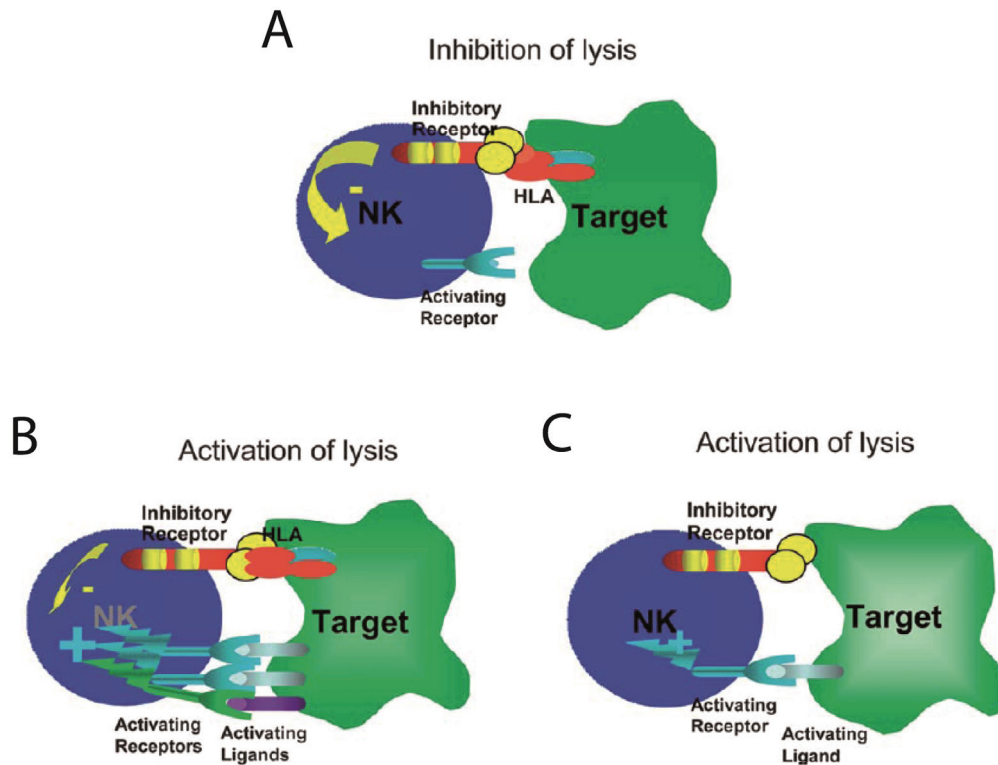 A
Inhibition of lysis
Inhibitory
Receptor
HLA
-
NK
Target
Activating
Receptor
B
Activation of lysis
Inhibitory
Receptor
HLA
-
NK
+
Target
Activating
Receptors
Activating
Ligands
C
Activation of lysis
Inhibitory
Receptor
NK
+
Target
Activating
Receptor
Activating
Ligand